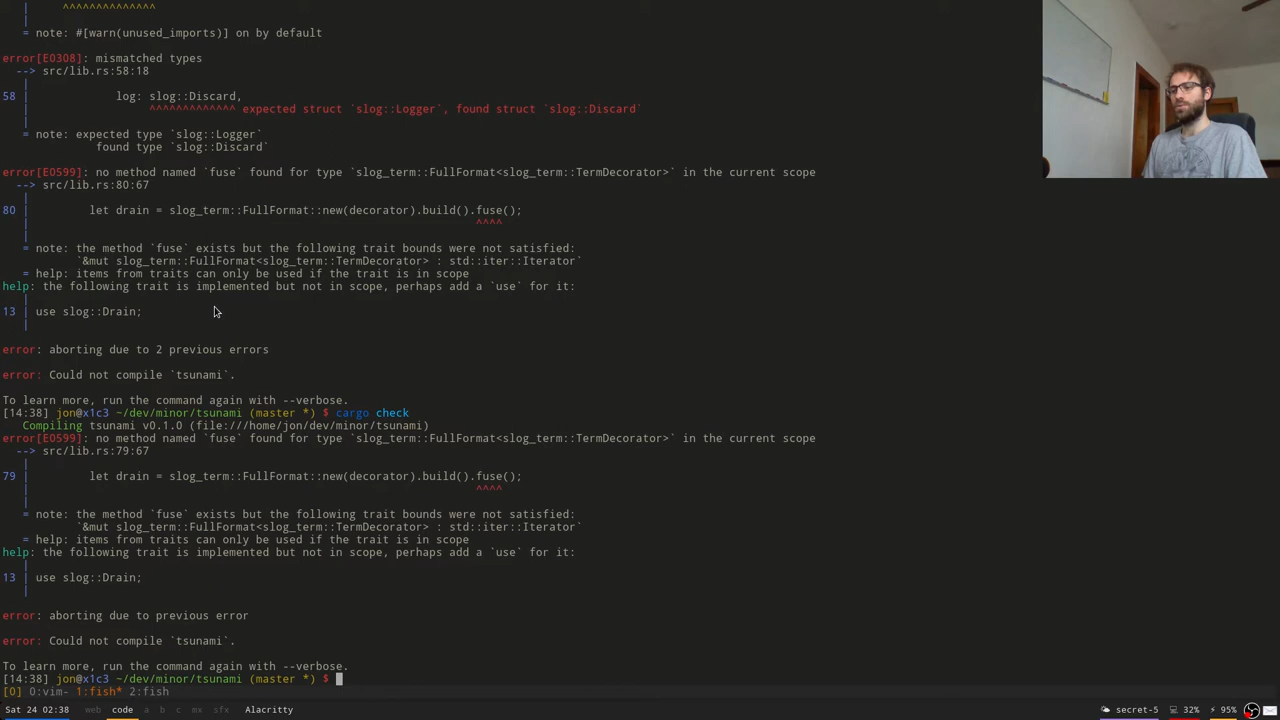 |     ^^^^^^^^^^^^^^
|
= note: #[warn(unused_imports)] on by default
error[E0308]: mismatched types
--> src/lib.rs:58:18
|
58 |             log: slog::Discard,
|                  ^^^^^^^^^^^^^ expected struct `slog::Logger`, found struct `slog::Discard`
|
= note: expected type `slog::Logger`
found type `slog::Discard`
error[E0599]: no method named `fuse` found for type `slog_term::FullFormat<slog_term::TermDecorator>` in the current scope
--> src/lib.rs:80:67
|
80 |         let drain = slog_term::FullFormat::new(decorator).build().fuse();
|                                                                   ^^^^
|
= note: the method `fuse` exists but the following trait bounds were not satisfied:
`&mut slog_term::FullFormat<slog_term::TermDecorator> : std::iter::Iterator`
= help: items from traits can only be used if the trait is in scope
help: the following trait is implemented but not in scope, perhaps add a `use` for it:
|
13 | use slog::Drain;
|
error: aborting due to 2 previous errors
error: Could not compile `tsunami`.
To learn more, run the command again with --verbose.
[14:38] jon@x1c3 ~/dev/minor/tsunami (master *) $ cargo check
Compiling tsunami v0.1.0 (file:///home/jon/dev/minor/tsunami)
error[E0599]: no method named `fuse` found for type `slog_term::FullFormat<slog_term::TermDecorator>` in the current scope
--> src/lib.rs:79:67
|
79 |         let drain = slog_term::FullFormat::new(decorator).build().fuse();
|                                                                   ^^^^
|
= note: the method `fuse` exists but the following trait bounds were not satisfied:
`&mut slog_term::FullFormat<slog_term::TermDecorator> : std::iter::Iterator`
= help: items from traits can only be used if the trait is in scope
help: the following trait is implemented but not in scope, perhaps add a `use` for it:
|
13 | use slog::Drain;
|
error: aborting due to previous error
error: Could not compile `tsunami`.
To learn more, run the command again with --verbose.
[14:38] jon@x1c3 ~/dev/minor/tsunami (master *) $
[0] 0:vim- 1:fish* 2:fish
Sat 24 02:38 web code a b c mx sfx Alacritty secret-5 32% 95%